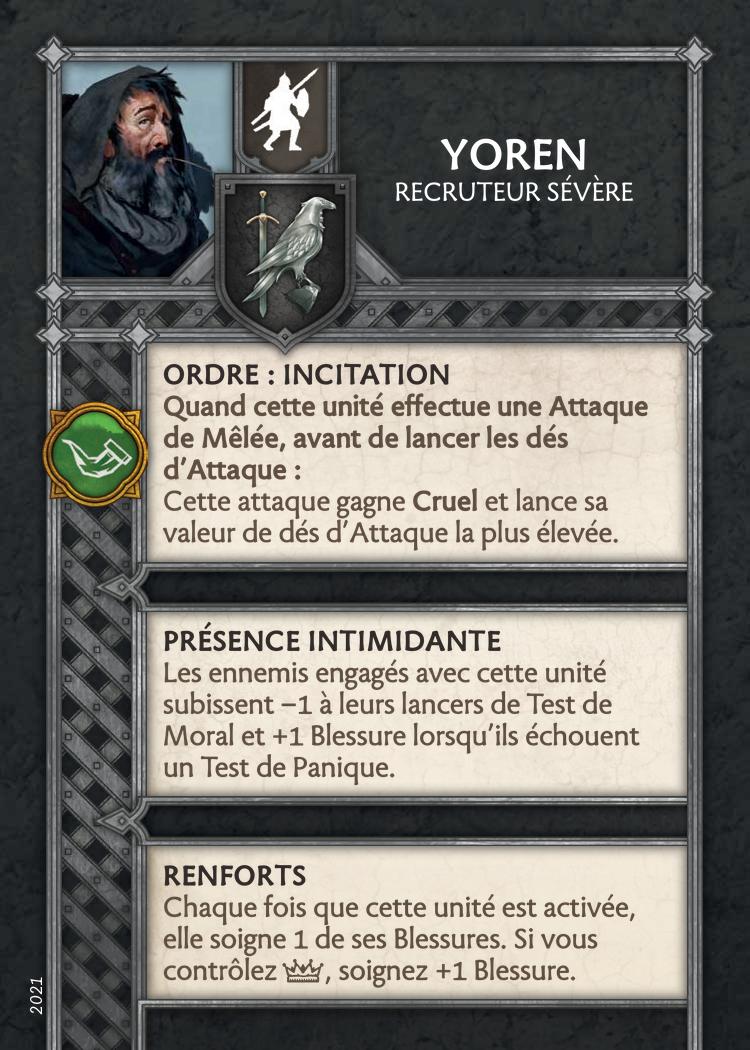 YOREN
RECRUTEUR SÉVÈRE
ORDRE : INCITATION
Quand cette unité effectue une Attaque
de Mêlée, avant de lancer les dés
d'Attaque :
Cette attaque gagne Cruel et lance sa
valeur de dés d'Attaque la plus élevée.
PRÉSENCE INTIMIDANTE
Les ennemis engagés avec cette unité
subissent −1 à leurs lancers de Test de
Moral et +1 Blessure lorsqu'ils échouent
un Test de Panique.
RENFORTS
Chaque fois que cette unité est activée,
elle soigne 1 de ses Blessures. Si vous
contrôlez , soignez +1 Blessure.
2021